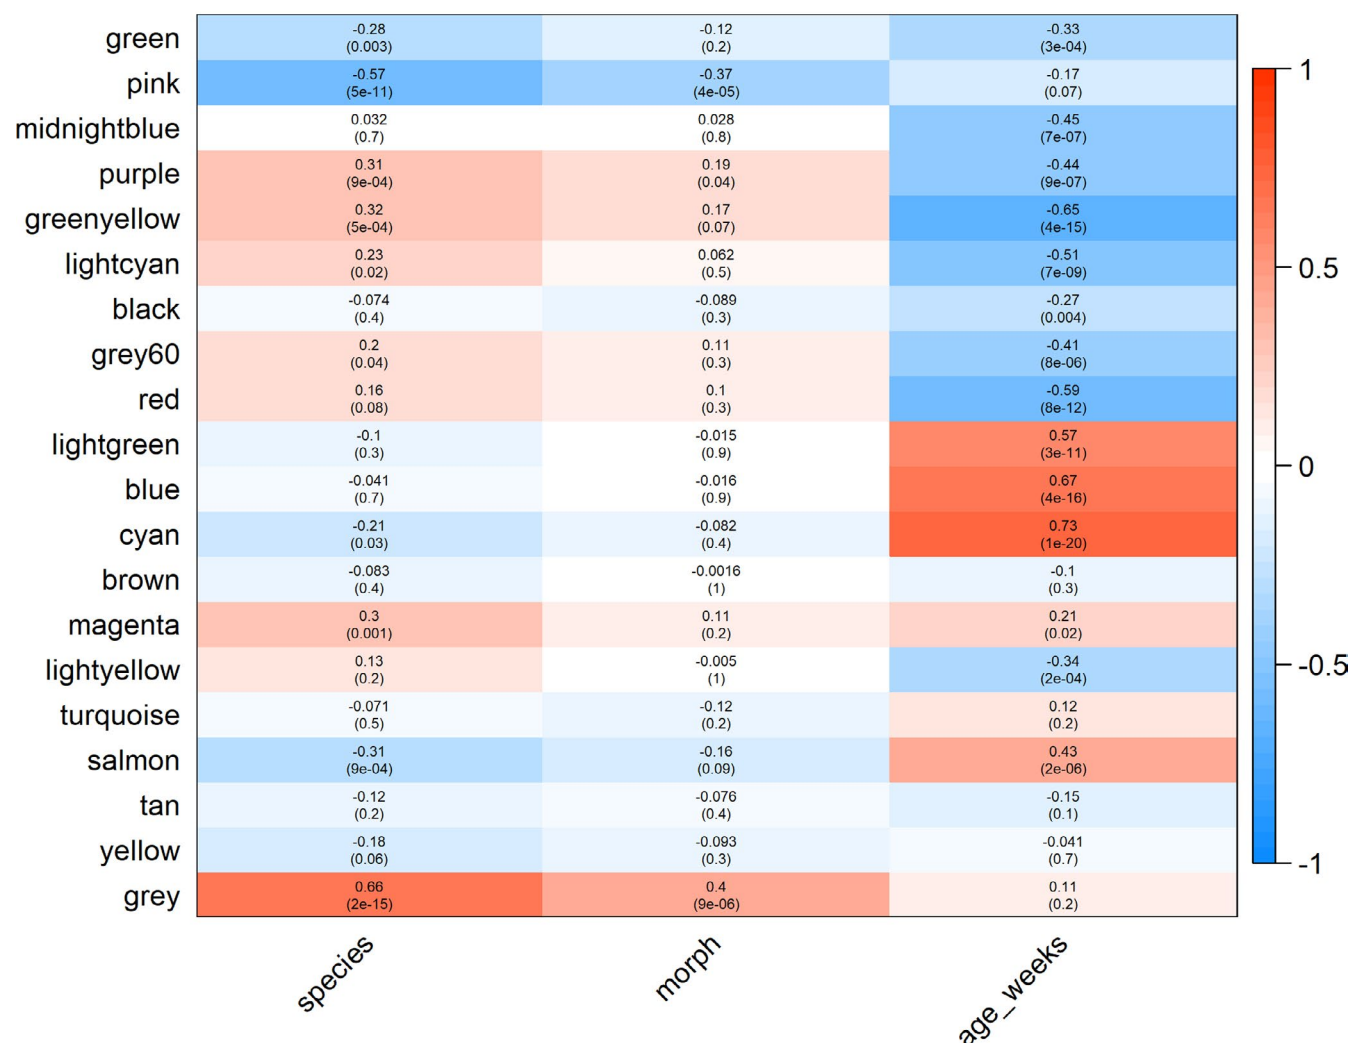 green -0.28 -0.12 -0.33
(0.003) (0.2) (3e-04)
pink -0.57 -0.37 -0.17
(5e-11) (4e-05) (0.07)
midnightblue 0.032 0.028 -0.45
(0.7) (0.8) (7e-07)
purple 0.31 0.19 -0.44
(9e-04) (0.04) (9e-07)
greenyellow 0.32 0.17 -0.65
(5e-04) (0.07) (4e-15)
lightcyan 0.23 0.062 -0.51
(0.02) (0.5) (7e-09)
black -0.074 -0.089 -0.27
(0.4) (0.3) (0.004)
grey60 0.2 0.11 -0.41
(0.04) (0.3) (8e-06)
red 0.16 0.1 -0.59
(0.08) (0.3) (8e-12)
lightgreen -0.1 -0.015 0.57
(0.3) (0.9) (3e-11)
blue -0.041 -0.016 0.67
(0.7) (0.9) (4e-16)
cyan -0.21 -0.082 0.73
(0.03) (0.4) (1e-20)
brown -0.083 -0.0016 -0.1
(0.4) (1) (0.3)
magenta 0.3 0.11 0.21
(0.001) (0.2) (0.02)
lightyellow 0.13 -0.005 -0.34
(0.2) (1) (2e-04)
turquoise -0.071 -0.12 0.12
(0.5) (0.2) (0.2)
salmon -0.31 -0.16 0.43
(9e-04) (0.09) (2e-06)
tan -0.12 -0.076 -0.15
(0.2) (0.4) (0.1)
yellow -0.18 -0.093 -0.041
(0.06) (0.3) (0.7)
grey 0.66 0.4 0.11
(2e-15) (9e-06) (0.2)
species morph age_weeks
1
0.5
0
-0.5
-1